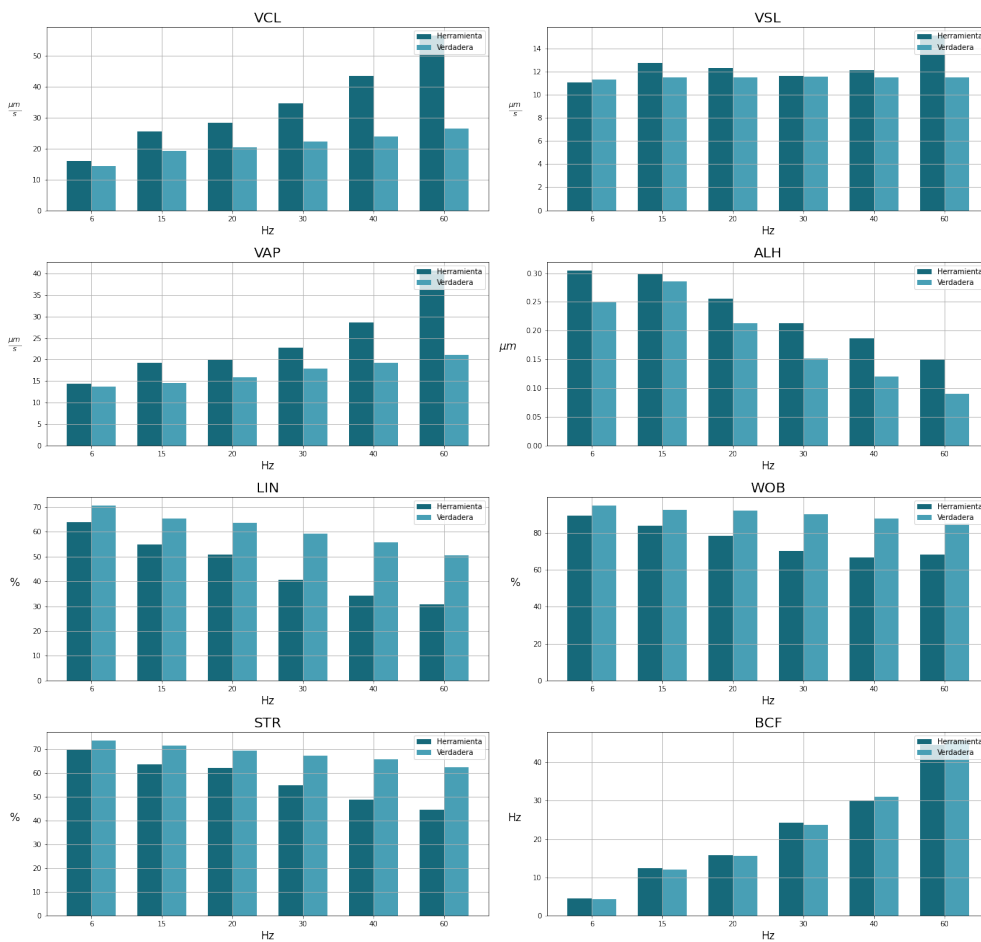 VCL
Herramienta
Verdadera
50
40
30
20
10
0
μm/s
6 15 20 30 40 60
Hz
VSL
Herramienta
Verdadera
14
12
10
8
6
4
2
0
μm/s
6 15 20 30 40 60
Hz
VAP
Herramienta
Verdadera
40
35
30
25
20
15
10
5
0
μm/s
6 15 20 30 40 60
Hz
ALH
Herramienta
Verdadera
0.30
0.25
0.20
0.15
0.10
0.05
0.00
μm
6 15 20 30 40 60
Hz
LIN
Herramienta
Verdadera
70
60
50
40
30
20
10
0
%
6 15 20 30 40 60
Hz
WOB
Herramienta
Verdadera
80
60
40
20
0
%
6 15 20 30 40 60
Hz
STR
Herramienta
Verdadera
70
60
50
40
30
20
10
0
%
6 15 20 30 40 60
Hz
BCF
Herramienta
Verdadera
40
30
20
10
0
Hz
6 15 20 30 40 60
Hz